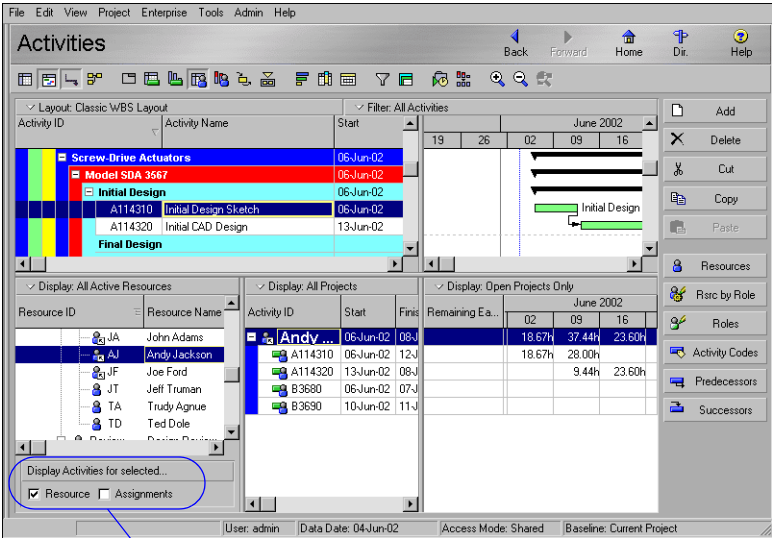 File Edit View Project Enterprise Tools Admin Help
Activities
Back Forward Home Dir. Help
Layout: Classic WBS Layout Filter: All Activities
Activity ID Activity Name Start June 2002
19 26 02 09 16
Screw-Drive Actuators 06-Jun-02
Model SDA 3567 06-Jun-02
Initial Design 06-Jun-02
A114310 Initial Design Sketch 06-Jun-02 Initial Design
A114320 Initial CAD Design 13-Jun-02
Final Design
Add
Delete
Cut
Copy
Paste
Resources
Rsrc by Role
Roles
Activity Codes
Predecessors
Successors
Display: All Active Resources
Resource ID Resource Name
JA John Adams
AJ Andy Jackson
JF Joe Ford
JT Jeff Truman
TA Trudy Agnue
TD Ted Dole
Display Activities for selected...
Resource Assignments
Display: All Projects
Activity ID Start Finis
Andy ... 06-Jun-02 08-J
A114310 06-Jun-02 12-J
A114320 13-Jun-02 08-J
B3680 06-Jun-02 07-J
B3690 10-Jun-02 11-J
Display: Open Projects Only
Remaining Ea... June 2002
02 09 16
18.67h 37.44h 23.60h
18.67h 28.00h
9.44h 23.60h
User: admin Data Date: 04-Jun-02 Access Mode: Shared Baseline: Current Project